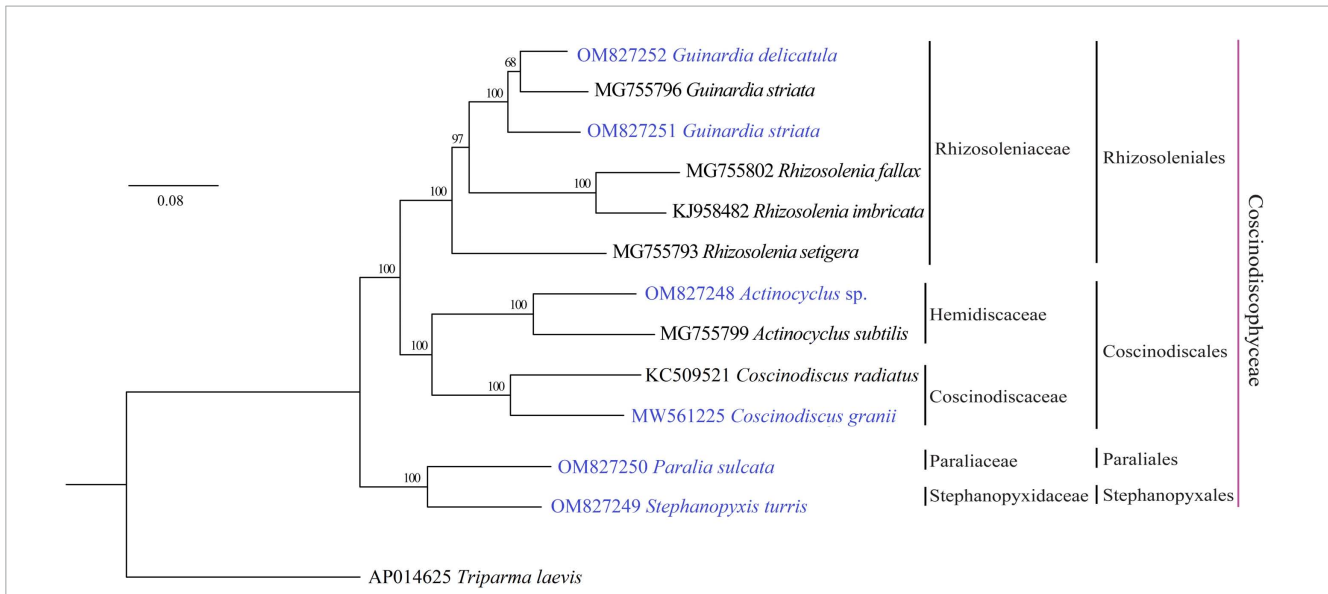 OM827252 Guinardia delicatula
68
MG755796 Guinardia striata
100
OM827251 Guinardia striata
97
Rhizosoleniaceae
Rhizosoleniales
MG755802 Rhizosolenia fallax
100
0.08
100
KJ958482 Rhizosolenia imbricata
MG755793 Rhizosolenia setigera
100
Coscinodiscophyceae
OM827248 Actinocyclus sp.
100
Hemidiscaceae
MG755799 Actinocyclus subtilis
100
Coscinodiscales
KC509521 Coscinodiscus radiatus
100
Coscinodiscaceae
MW561225 Coscinodiscus granii
OM827250 Paralia sulcata
Paraliaceae
Paraliales
100
OM827249 Stephanopyxis turris
Stephanopyxidaceae
Stephanopyxales
AP014625 Triparma laevis